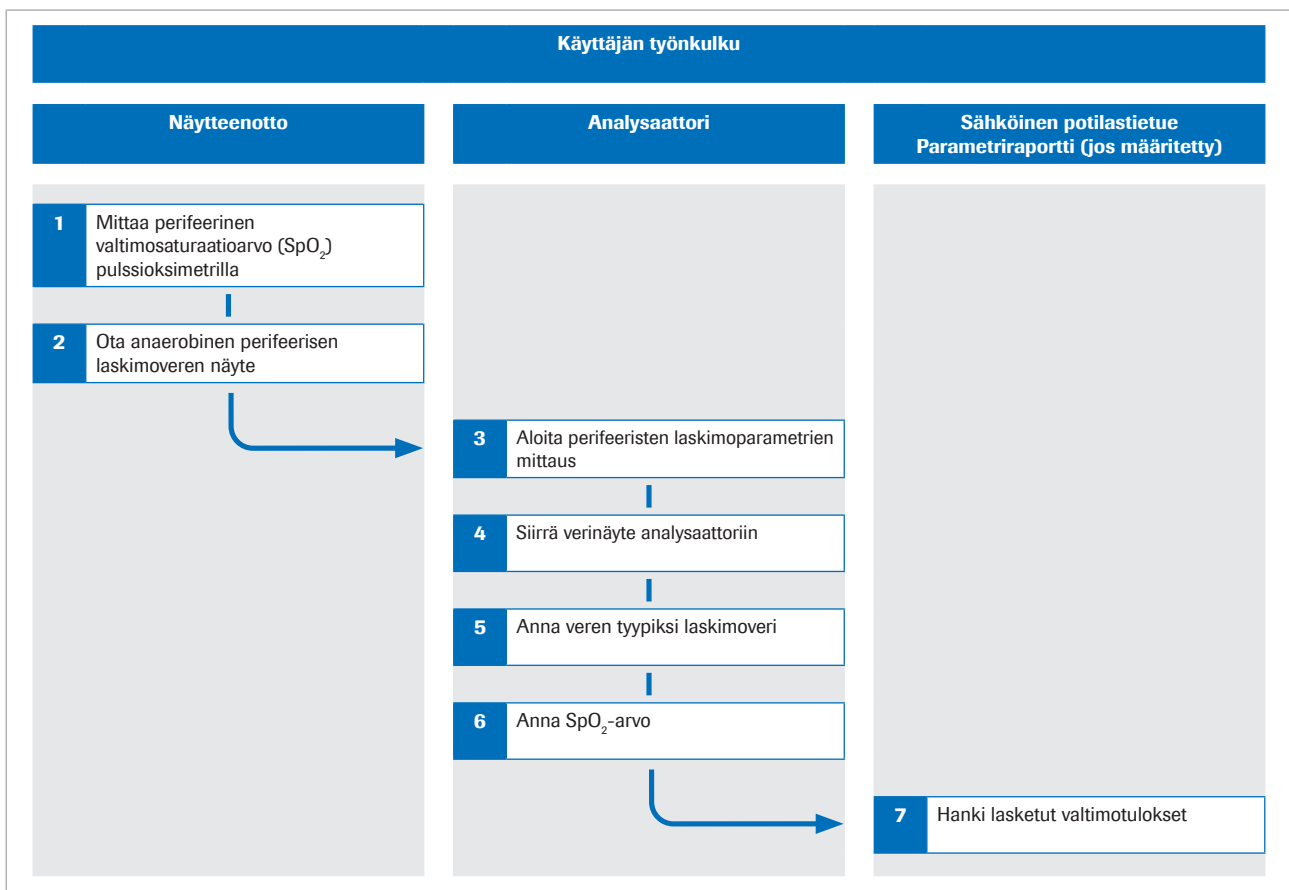 Käyttäjän työnkulku
Näytteenotto
Analysaattori
Sähköinen potilastietue
Parametriraportti (jos määritetty)
1 Mittaa perifeerinen
valtimosaturaatioarvo (SpO₂)
pulssioksimetrilla
2 Ota anaerobinen perifeerisen
laskimoveren näyte
3 Aloita perifeeristen laskimoparametrien
mittaus
4 Siirrä verinäyte analysaattoriin
5 Anna veren tyypiksi laskimoveri
6 Anna SpO₂-arvo
7 Hanki lasketut valtimotulokset